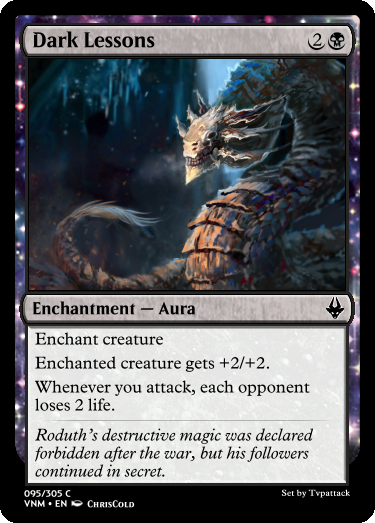 Dark Lessons 2
Enchantment — Aura
Enchant creature
Enchanted creature gets +2/+2.
Whenever you attack, each opponent
loses 2 life.
Roduth's destructive magic was declared
forbidden after the war, but his followers
continued in secret.
095/305 C
VNM • EN ChrisCold
Set by Tvpattack